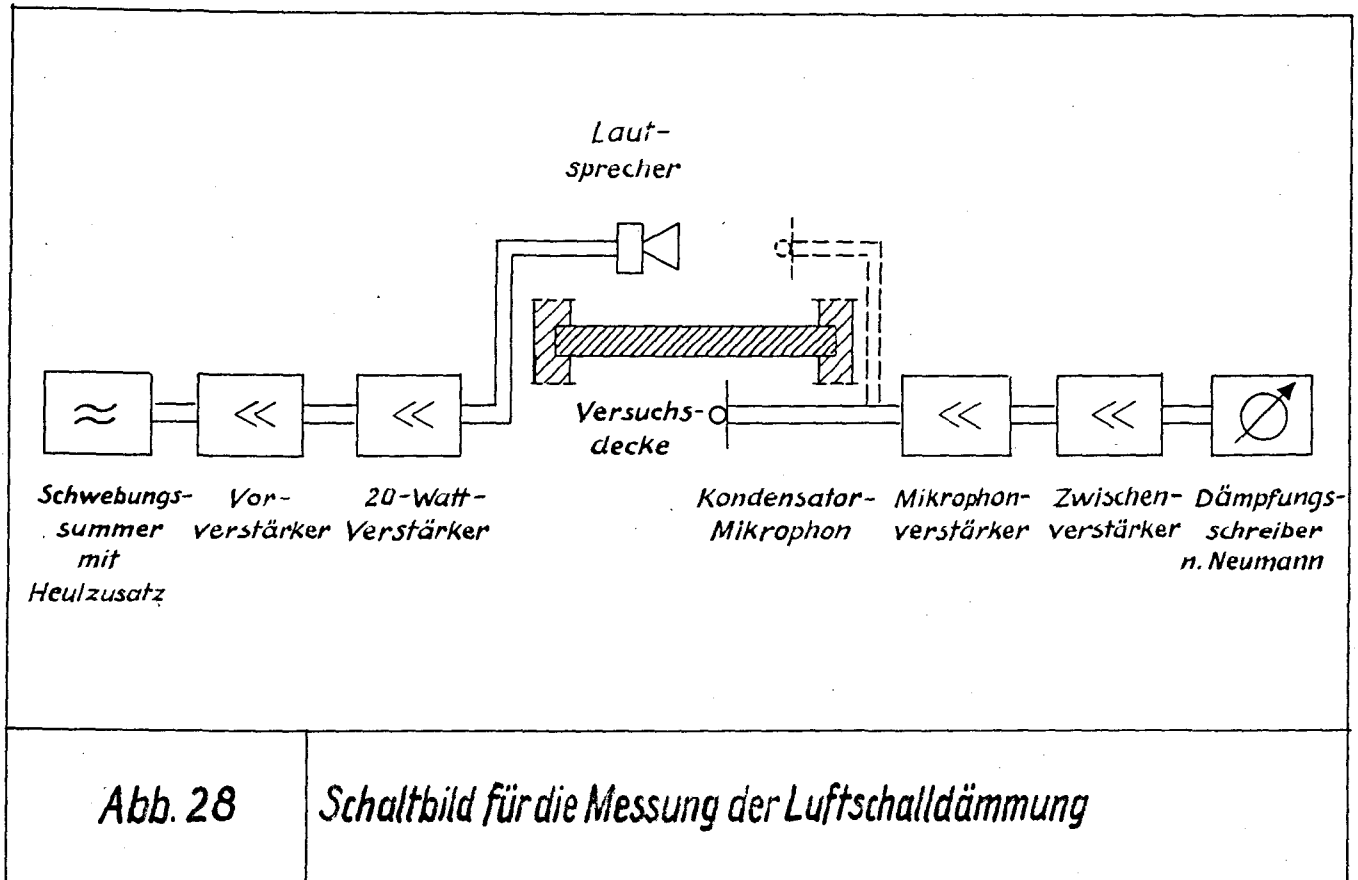 Laut-
sprecher
Versuchs-
decke
Schwebungs-
summer
mit
Heulzusatz
Vor-
verstärker
20-Watt-
Verstärker
Kondensator-
Mikrophon
Mikrophon-
verstärker
Zwischen-
verstärker
Dämpfungs-
schreiber
n. Neumann
Abb. 28
Schaltbild für die Messung der Luftschalldämmung